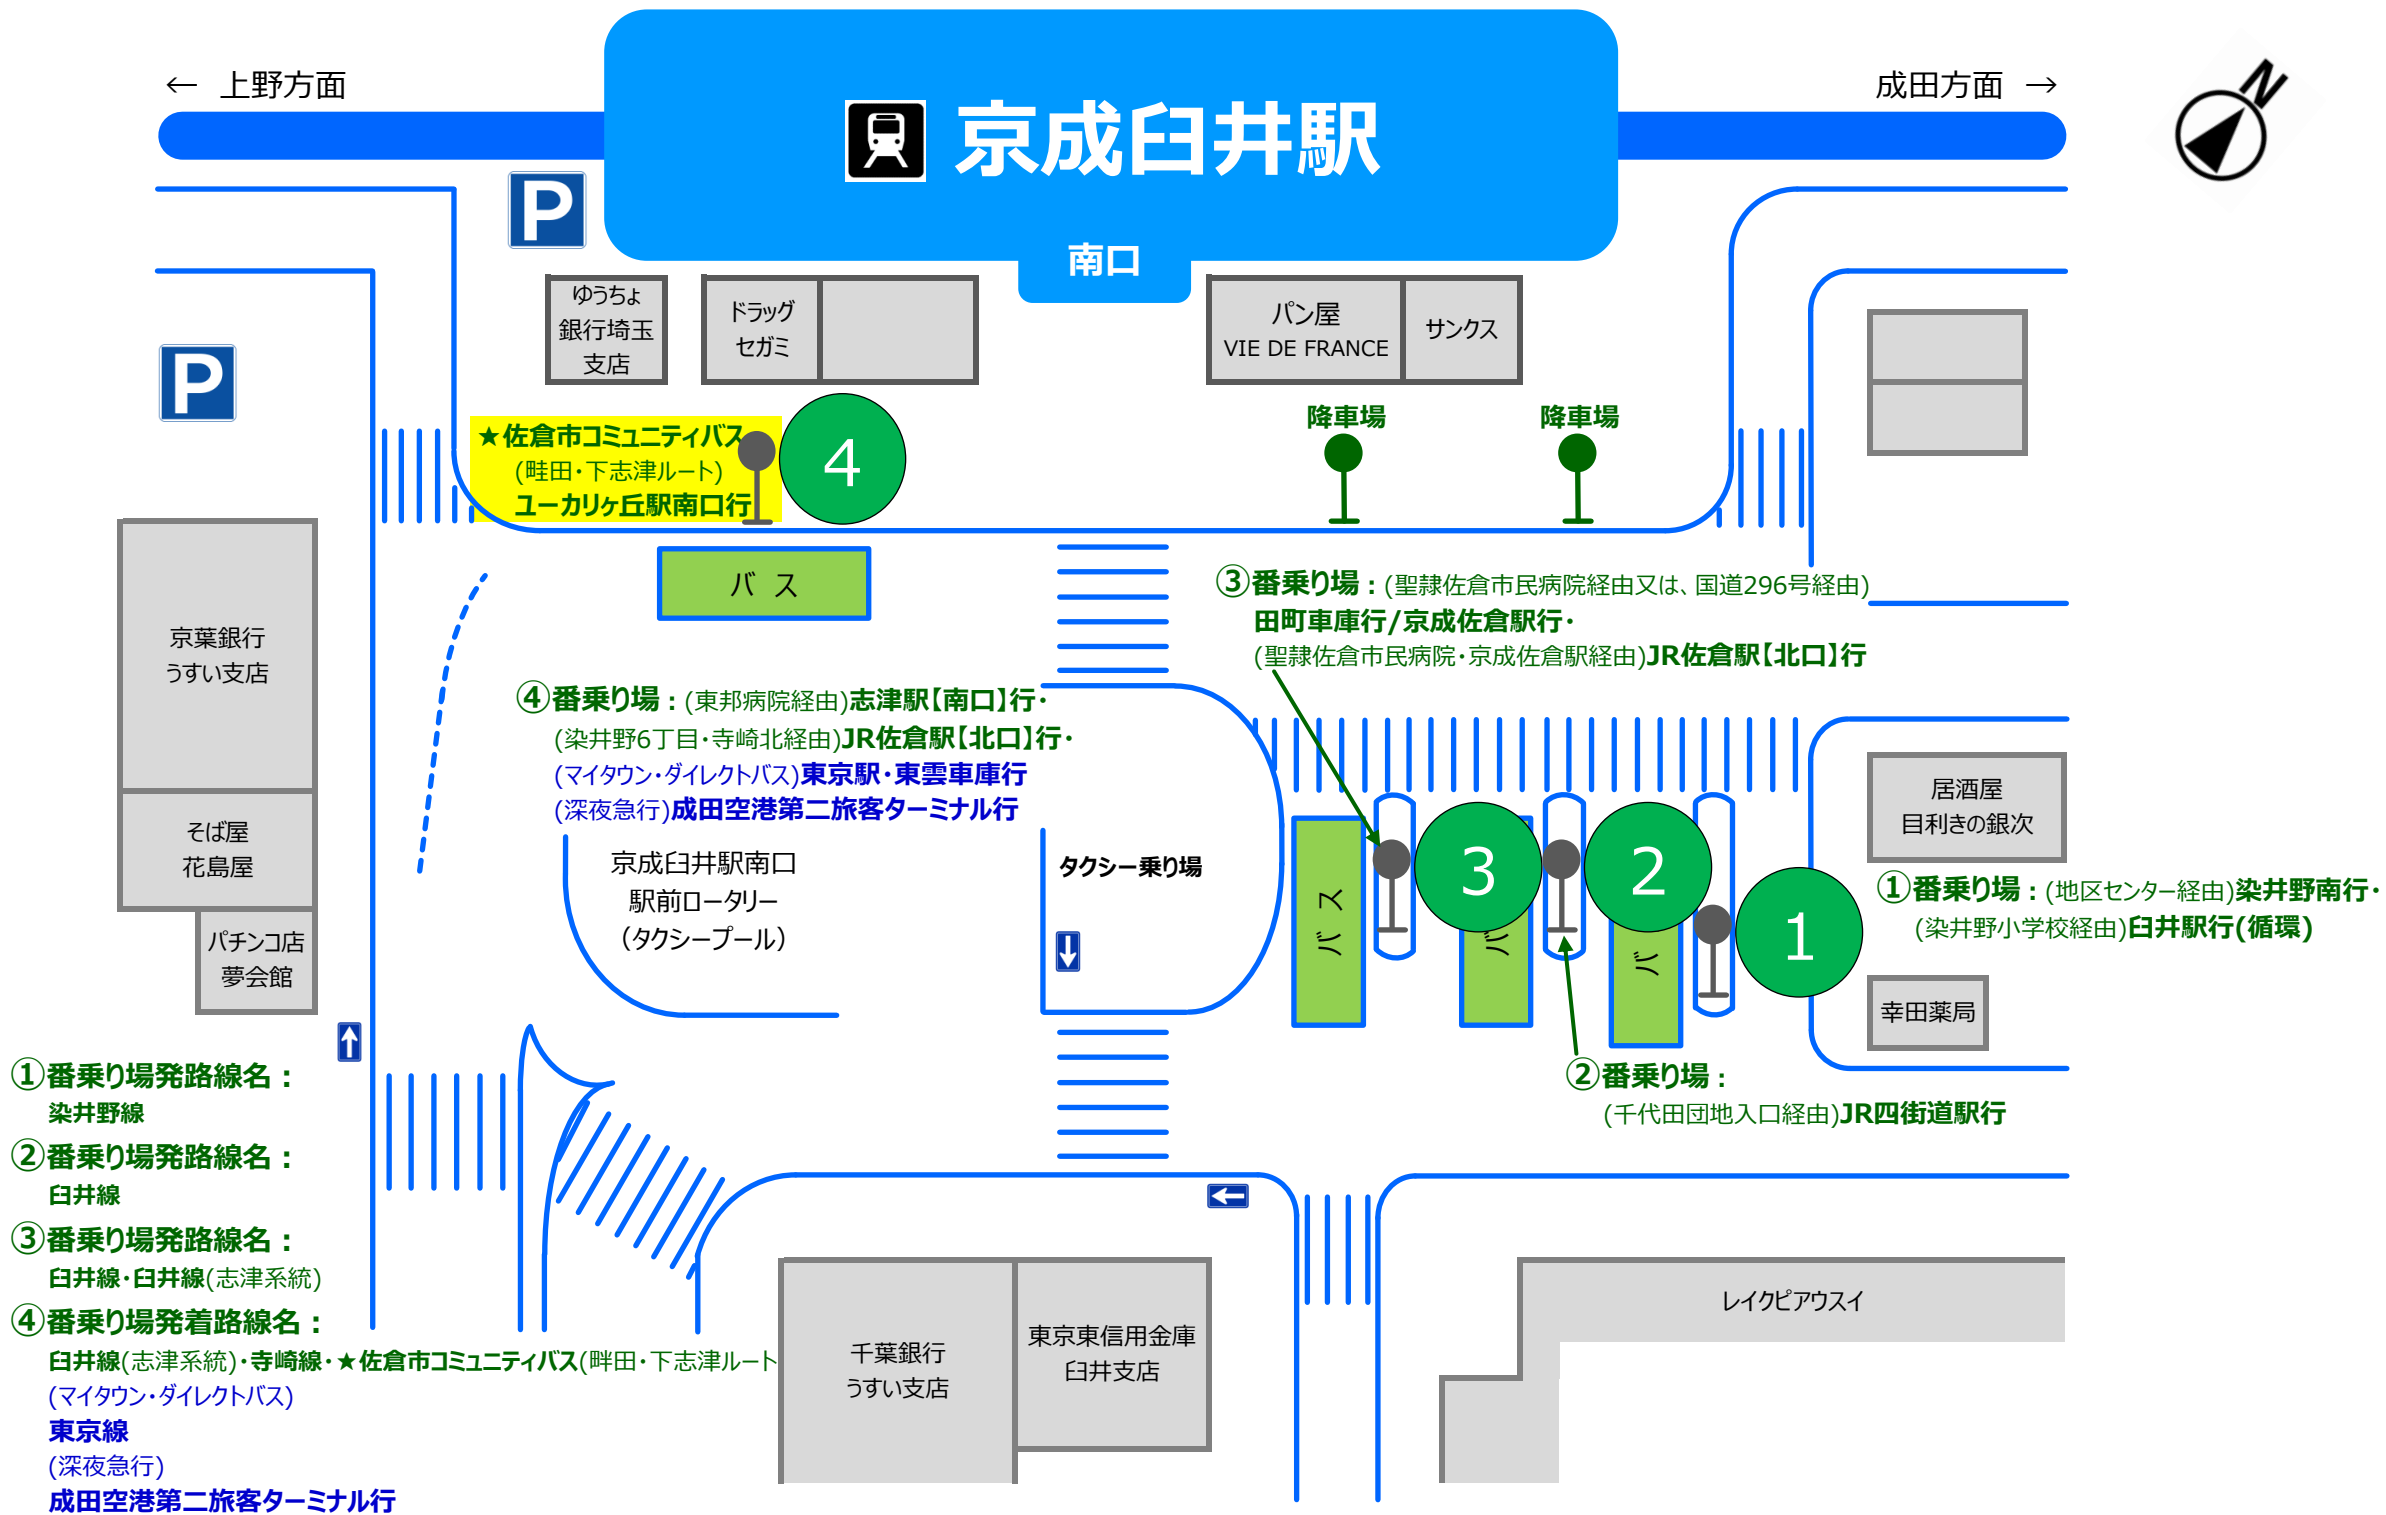 ← 上野方面
京成臼井駅
成田方面 →
N
P
南口
ゆうちょ
銀行埼玉
支店
ドラッグ
セガミ
パン屋
VIE DE FRANCE
サンクス
P
★佐倉市コミュニティバス
(畦田・下志津ルート)
ユーカリヶ丘駅南口行
4
降車場
降車場
バ ス
③番乗り場：(聖隷佐倉市民病院経由又は、国道296号経由)
田町車庫行/京成佐倉駅行・
(聖隷佐倉市民病院・京成佐倉駅経由)JR佐倉駅【北口】行
京葉銀行
うすい支店
④番乗り場：(東邦病院経由)志津駅【南口】行・
(染井野6丁目・寺崎北経由)JR佐倉駅【北口】行・
(マイタウン・ダイレクトバス)東京駅・東雲車庫行
(深夜急行)成田空港第二旅客ターミナル行
そば屋
花島屋
京成臼井駅南口
駅前ロータリー
（タクシープール）
タクシー乗り場
バ ス
3
バ
2
バ
1
居酒屋
目利きの銀次
①番乗り場：(地区センター経由)染井野南行・
(染井野小学校経由)臼井駅行(循環)
パチンコ店
夢会館
幸田薬局
②番乗り場：
(千代田団地入口経由)JR四街道駅行
①番乗り場発路線名：
染井野線
②番乗り場発路線名：
臼井線
③番乗り場発路線名：
臼井線・臼井線(志津系統)
④番乗り場発着路線名：
臼井線(志津系統)・寺崎線・★佐倉市コミュニティバス(畔田・下志津ルート
(マイタウン・ダイレクトバス)
東京線
(深夜急行)
成田空港第二旅客ターミナル行
千葉銀行
うすい支店
東京東信用金庫
臼井支店
レイクピアウスイ